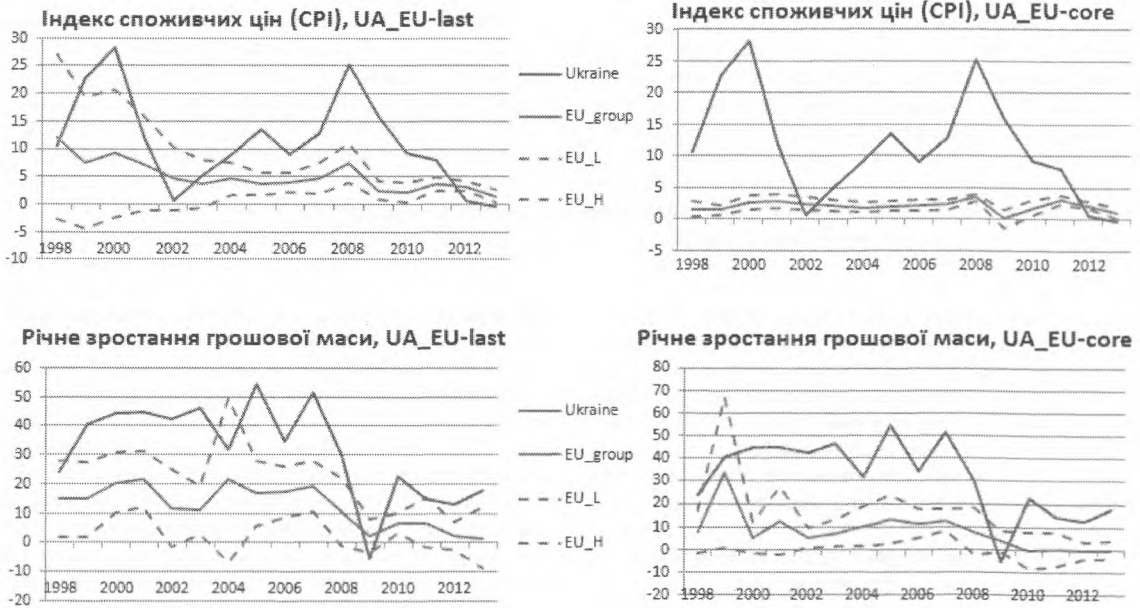 Індекс споживчих цін (CPI), UA_EU-last
30
25
20
15
10
5
0
-5
-10
1998 2000 2002 2004 2006 2008 2010 2012
Ukraine
EU_group
EU_L
EU_H
Індекс споживчих цін (CPI), UA_EU-core
30
25
20
15
10
5
0
-5
1998 2000 2002 2004 2006 2008 2010 2012
Річне зростання грошової маси, UA_EU-last
60
50
40
30
20
10
0
-10
-20
1998 2000 2002 2004 2006 2008 2010 2012
Ukraine
EU_group
EU_L
EU_H
Річне зростання грошової маси, UA_EU-core
80
70
60
50
40
30
20
10
0
-10
-20
1998 2000 2002 2004 2006 2008 2010 2012